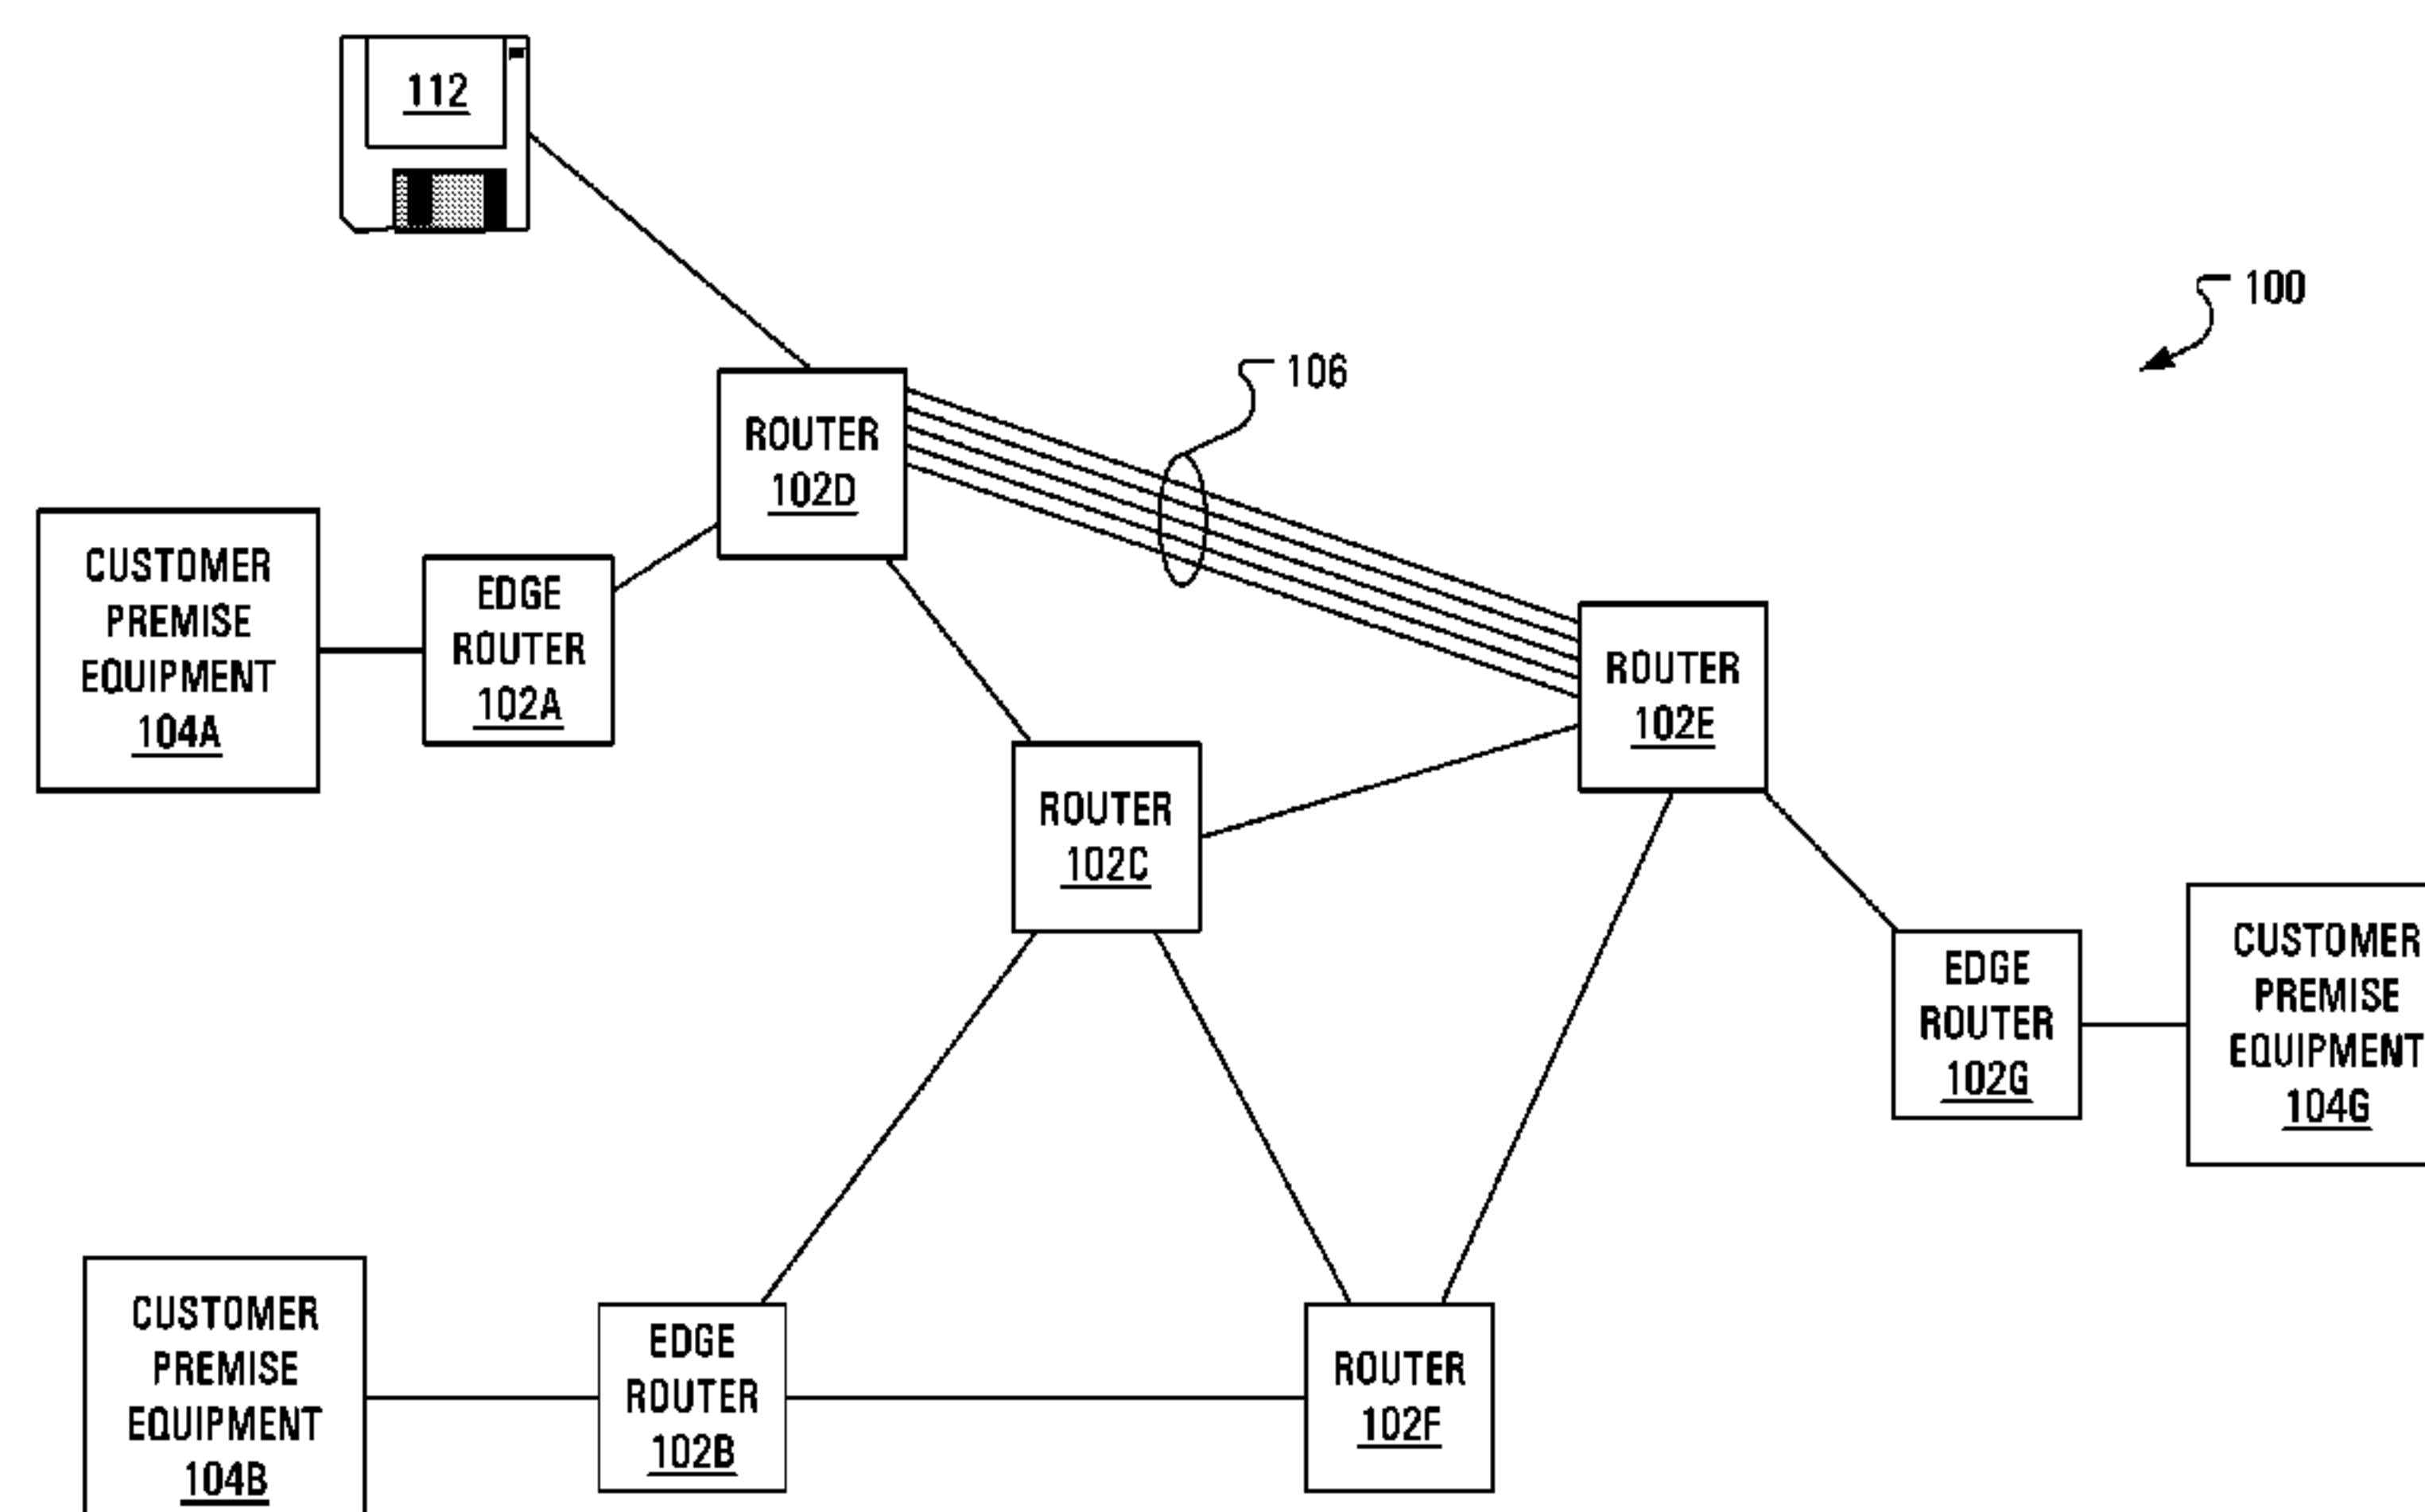 112
100
106
ROUTER
102D
CUSTOMER
PREMISE
EQUIPMENT
104A
EDGE
ROUTER
102A
ROUTER
102E
ROUTER
102C
CUSTOMER
PREMISE
EQUIPMENT
104G
EDGE
ROUTER
102G
CUSTOMER
PREMISE
EQUIPMENT
104B
EDGE
ROUTER
102B
ROUTER
102F